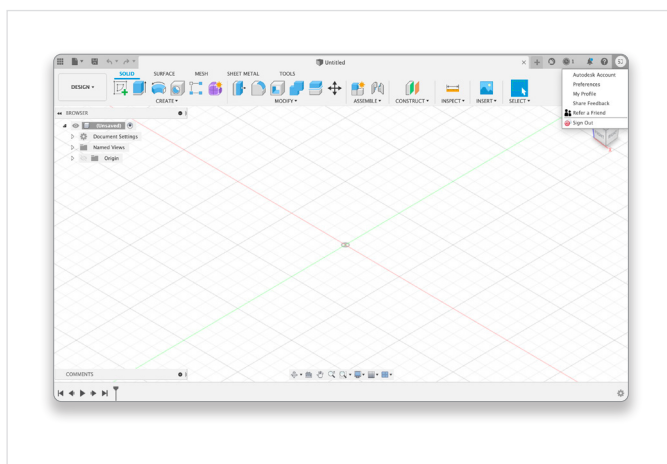 Untitled
SOLID SURFACE MESH SHEET METAL TOOLS
DESIGN
CREATE MODIFY ASSEMBLE CONSTRUCT INSPECT INSERT SELECT
Autodesk Account
Preferences
My Profile
Share Feedback
Refer a Friend
Sign Out
BROWSER
(Unsaved)
Document Settings
Named Views
Origin
COMMENTS